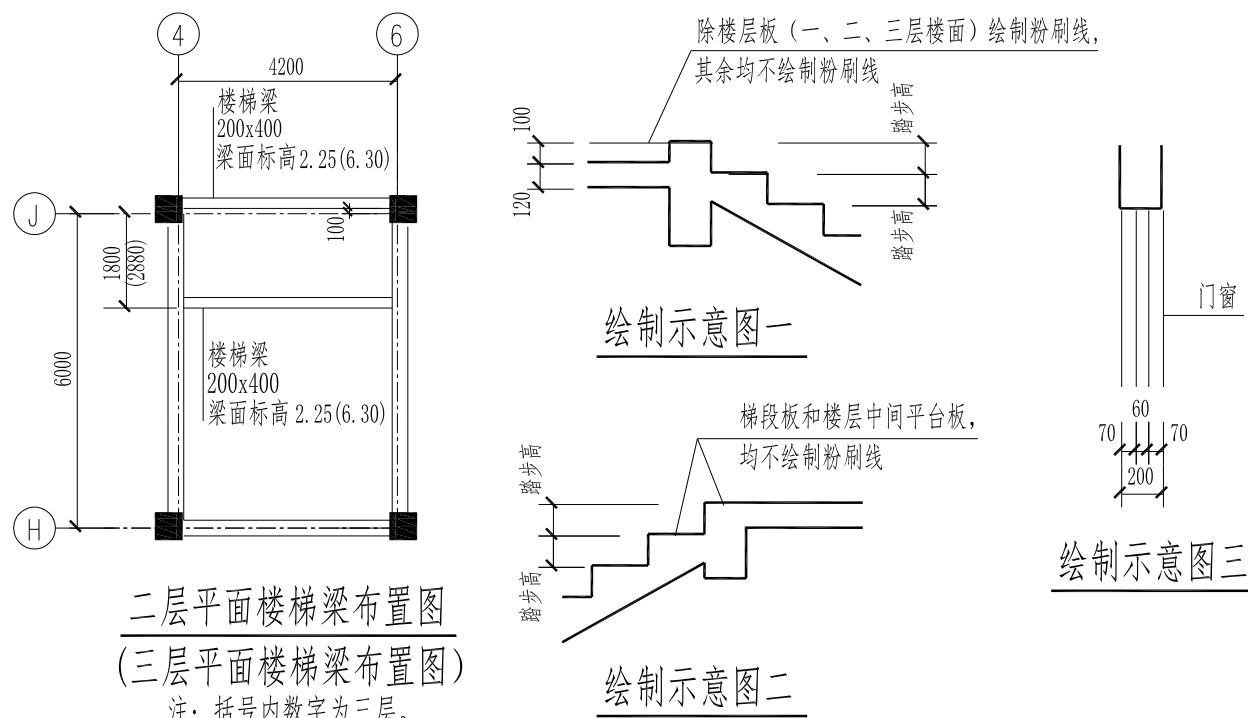 4
6
4200
楼梯梁
200x400
梁面标高2.25(6.30)
J
100
1800
(2880)
6000
楼梯梁
200x400
梁面标高2.25(6.30)
H
二层平面楼梯梁布置图
(三层平面楼梯梁布置图)
注: 括号内数字为三层。
除楼层板（一、二、三层楼面）绘制粉刷线,
其余均不绘制粉刷线
100
120
踏步高
踏步高
绘制示意图一
梯段板和楼层中间平台板,
均不绘制粉刷线
踏步高
踏步高
绘制示意图二
门窗
60
70
70
200
绘制示意图三